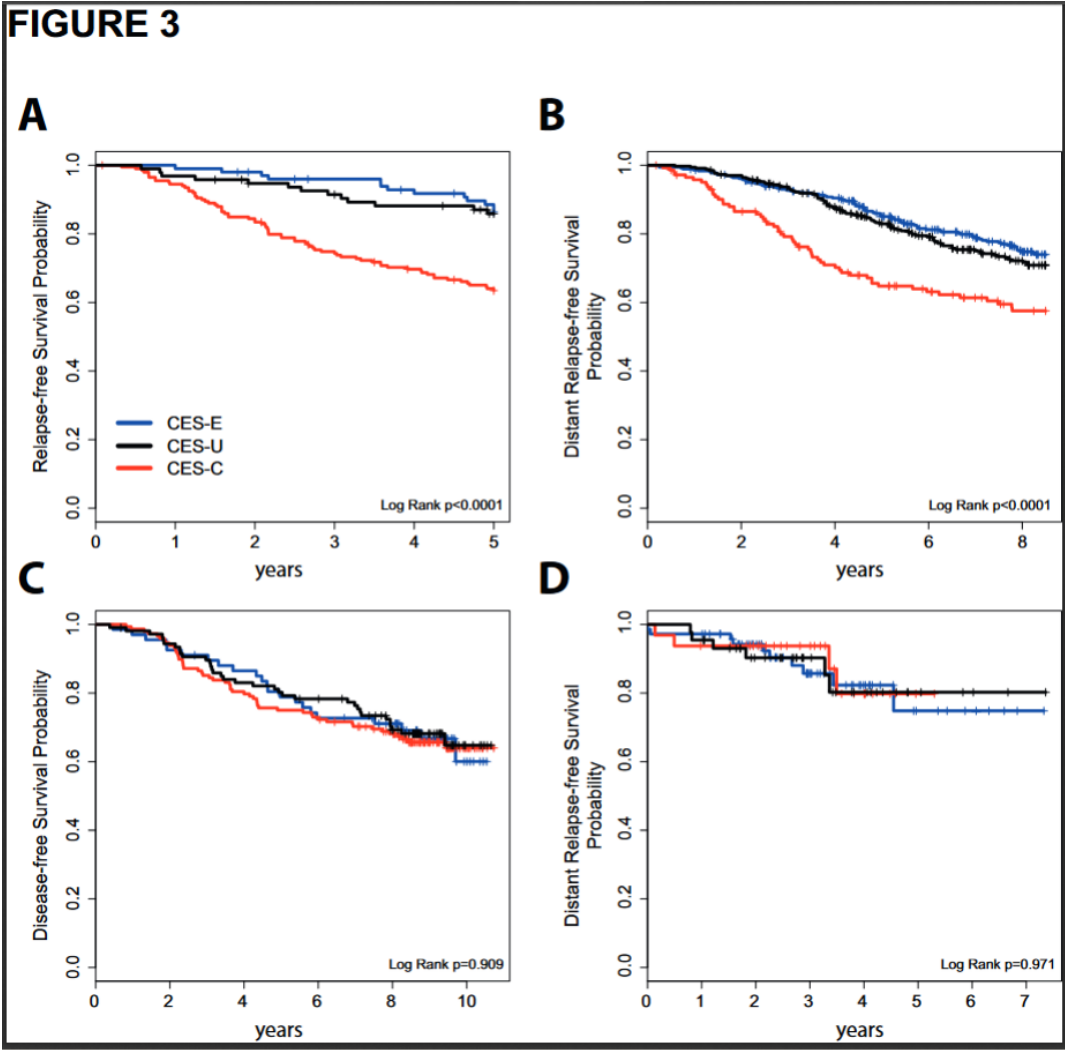 FIGURE 3
A
Relapse-free Survival Probability
1.0
0.8
0.6
0.4
0.2
0.0
CES-E
CES-U
CES-C
Log Rank p<0.0001
0 1 2 3 4 5
years
B
Distant Relapse-free Survival
Probability
1.0
0.8
0.6
0.4
0.2
0.0
Log Rank p<0.0001
0 2 4 6 8
years
C
Disease-free Survival Probability
1.0
0.8
0.6
0.4
0.2
0.0
Log Rank p=0.909
0 2 4 6 8 10
years
D
Distant Relapse-free Survival
Probability
1.0
0.8
0.6
0.4
0.2
0.0
Log Rank p=0.971
0 1 2 3 4 5 6 7
years